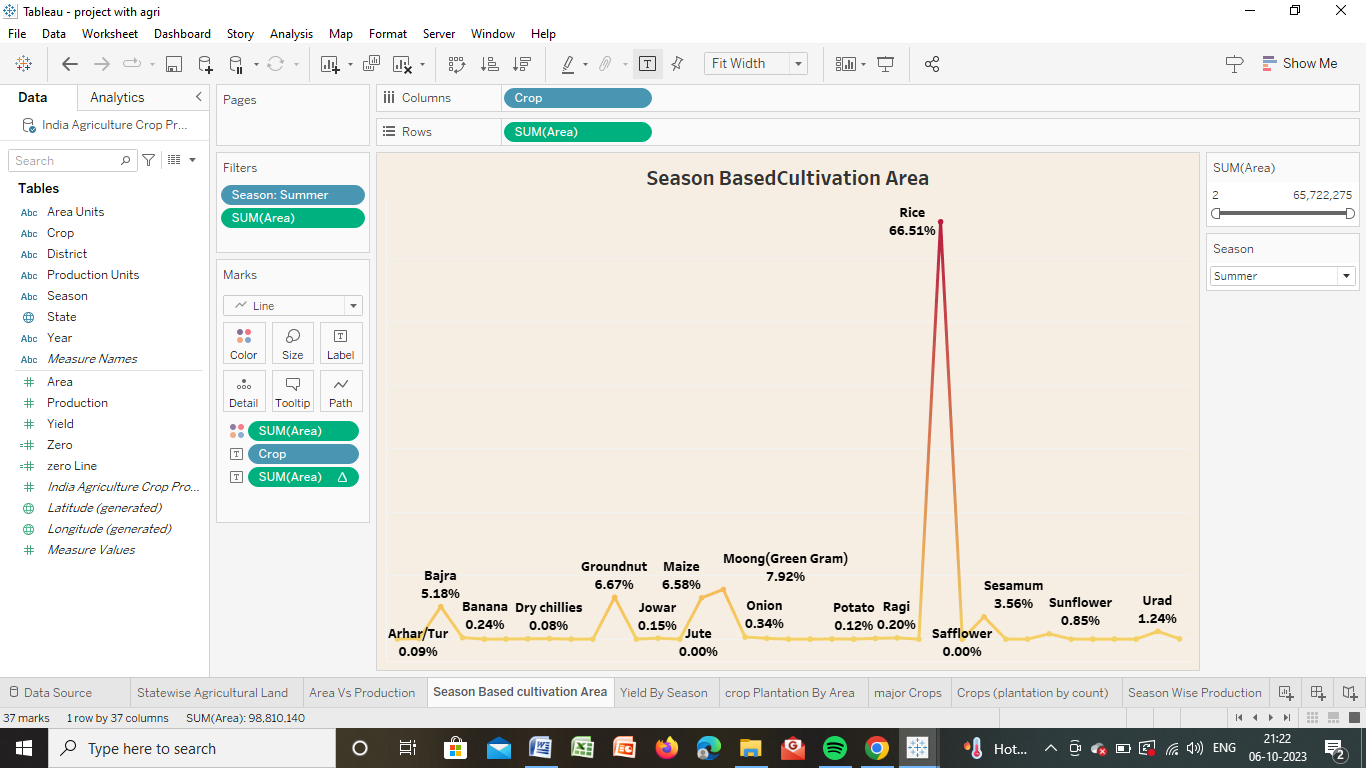 Tableau - project with agri
File Data Worksheet Dashboard Story Analysis Map Format Server Window Help
Fit Width
Show Me
Data Analytics
India Agriculture Crop Pr...
Search
Tables
Abc Area Units
Abc Crop
Abc District
Abc Production Units
Abc Season
State
Abc Year
Abc Measure Names
# Area
# Production
# Yield
=# Zero
=# zero Line
# India Agriculture Crop Pro...
Latitude (generated)
Longitude (generated)
# Measure Values
Pages
Filters
Season: Summer
SUM(Area)
Marks
Line
Color Size Label
Detail Tooltip Path
SUM(Area)
Crop
SUM(Area) Δ
Columns Crop
Rows SUM(Area)
Season BasedCultivation Area
Rice
66.51%
Bajra
5.18%
Groundnut
6.67%
Maize
6.58%
Moong(Green Gram)
7.92%
Banana
0.24%
Dry chillies
0.08%
Jowar
0.15%
Onion
0.34%
Potato
0.12%
Ragi
0.20%
Sesamum
3.56%
Sunflower
0.85%
Urad
1.24%
Arhar/Tur
0.09%
Jute
0.00%
Safflower
0.00%
SUM(Area)
2 65,722,275
Season
Summer
Data Source Statewise Agricultural Land Area Vs Production Season Based cultivation Area Yield By Season crop Plantation By Area major Crops Crops (plantation by count) Season Wise Production
37 marks 1 row by 37 columns SUM(Area): 98,810,140
Type here to search
Hot...
ENG
21:22
06-10-2023
2